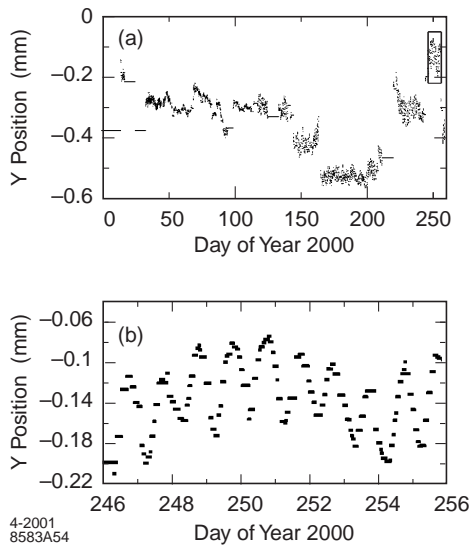 0
(a)
–0.2
–0.4
–0.6
Y Position (mm)
0 50 100 150 200 250
Day of Year 2000
–0.06
(b)
–0.1
–0.14
–0.18
–0.22
Y Position (mm)
246 248 250 252 254 256
4-2001
8583A54
Day of Year 2000